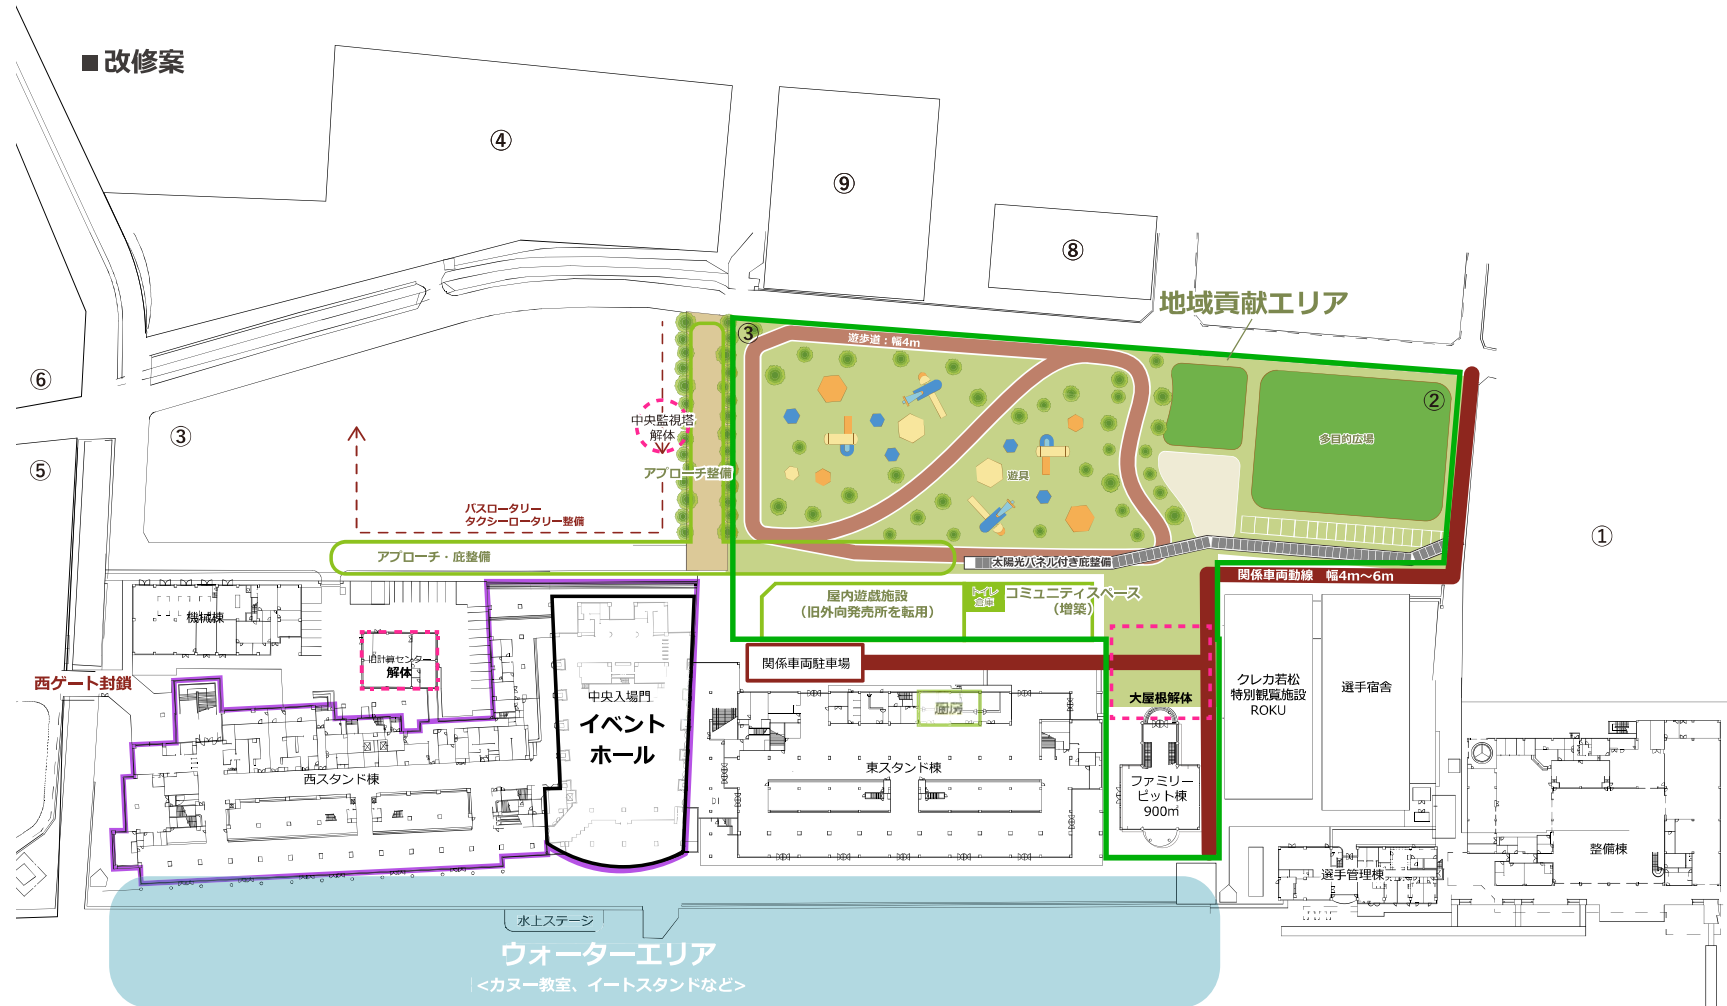 ■改修案
④
⑨
⑧
地域貢献エリア
③
遊歩道：幅4m
⑥
②
③
中央監視塔
解体
多目的広場
⑤
アプローチ整備
遊具
バスロータリー
タクシーロータリー整備
①
アプローチ・庇整備
太陽光パネル付き庇整備
関係車両動線　幅4m～6m
屋内遊戯施設
（旧外向発売所を転用）
トイレ
倉庫
コミュニティスペース
（増築）
機械棟
旧計算センター
解体
西ゲート封鎖
関係車両駐車場
クレカ若松
特別観覧施設
ROKU
選手宿舎
中央入場門
イベント
ホール
大屋根解体
厨房
西スタンド棟
東スタンド棟
ファミリー
ピット棟
900㎡
整備棟
選手管理棟
水上ステージ
ウォーターエリア
<カヌー教室、イートスタンドなど>